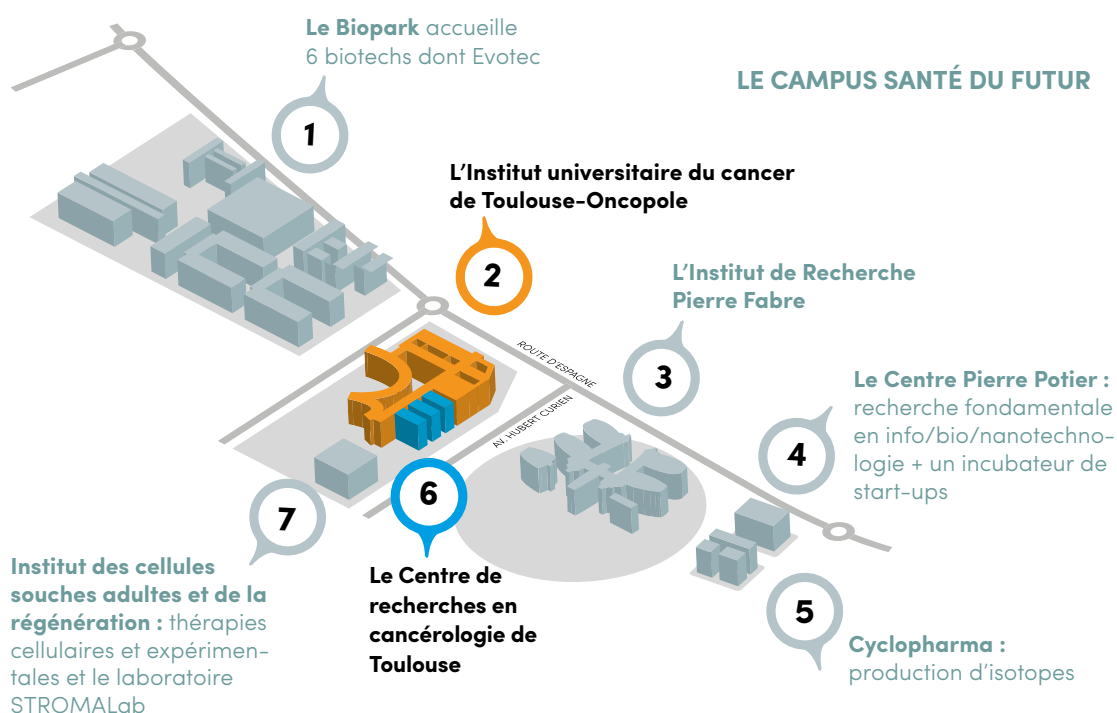 Le Biopark accueille
6 biotechs dont Evotec
LE CAMPUS SANTÉ DU FUTUR
1
L'Institut universitaire du cancer
de Toulouse-Oncopole
2
L'Institut de Recherche
Pierre Fabre
3
ROUTE D'ESPAGNE
AV. HUBERT CURIEN
Le Centre Pierre Potier :
recherche fondamentale
en info/bio/nanotechno-
logie + un incubateur de
start-ups
4
6
7
Institut des cellules
souches adultes et de la
régénération : thérapies
cellulaires et expérimen-
tales et le laboratoire
STROMALab
Le Centre de
recherches en
cancérologie de
Toulouse
5
Cyclopharma :
production d'isotopes